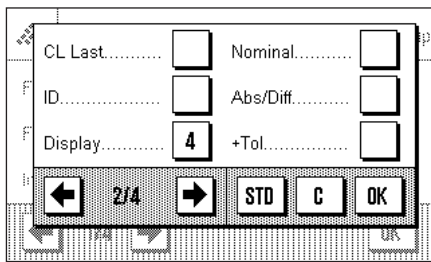 CL Last........... Nominal...........
ID.................. Abs/Diff...........
Display........... 4 +Tol...........
2/4 STD C OK